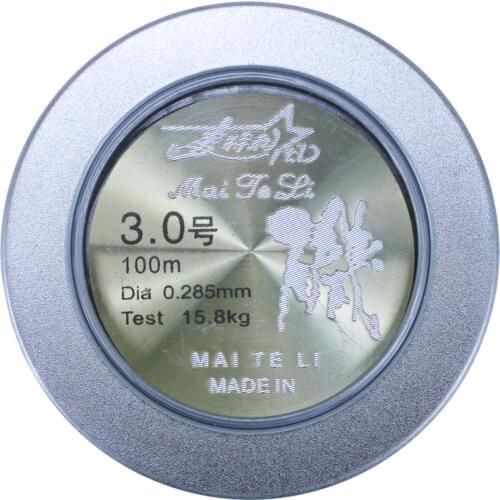 Mai Te Li
3.0号
100m
Dia 0.285mm
Test 15.8kg
MAI TE LI
MADE IN